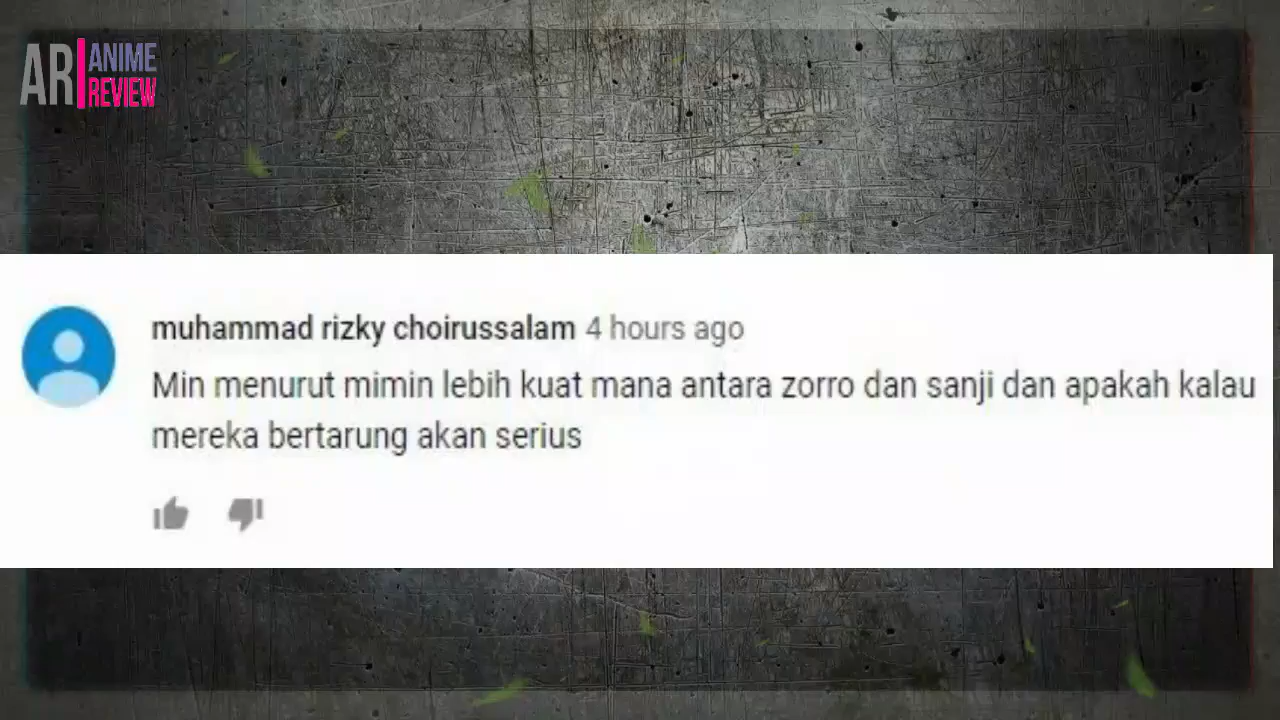 AR ANIME
REVIEW
muhammad rizky choirussalam 4 hours ago
Min menurut mimin lebih kuat mana antara zorro dan sanji dan apakah kalau
mereka bertarung akan serius